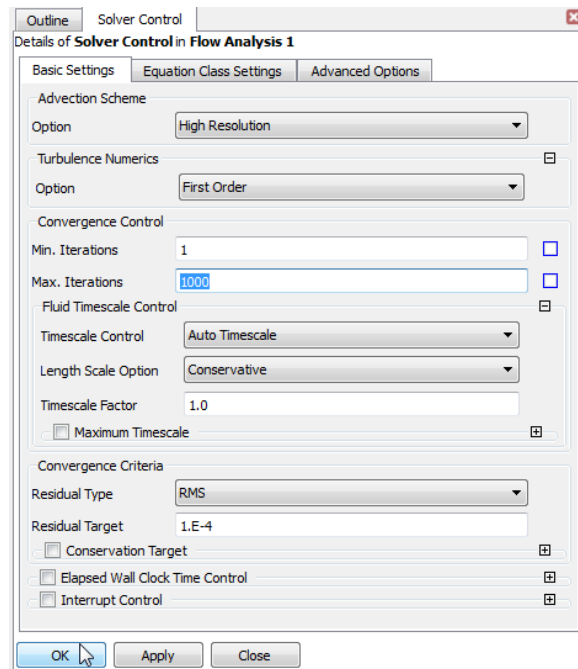 Outline Solver Control
Details of Solver Control in Flow Analysis 1
Basic Settings Equation Class Settings Advanced Options
Advection Scheme
Option High Resolution
Turbulence Numerics
Option First Order
Convergence Control
Min. Iterations 1
Max. Iterations 1000
Fluid Timescale Control
Timescale Control Auto Timescale
Length Scale Option Conservative
Timescale Factor 1.0
Maximum Timescale
Convergence Criteria
Residual Type RMS
Residual Target 1.E-4
Conservation Target
Elapsed Wall Clock Time Control
Interrupt Control
OK Apply Close